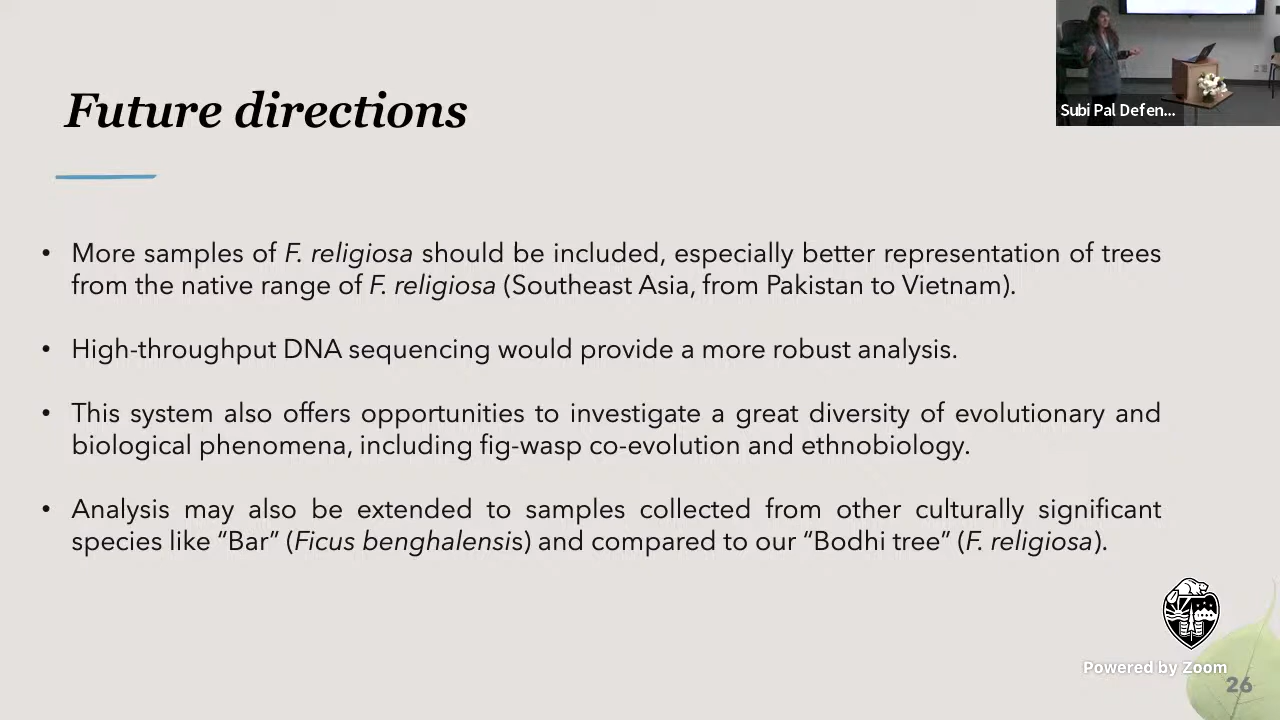 Subi Pal Defen...
Future directions
• More samples of F. religiosa should be included, especially better representation of trees
from the native range of F. religiosa (Southeast Asia, from Pakistan to Vietnam).
• High-throughput DNA sequencing would provide a more robust analysis.
• This system also offers opportunities to investigate a great diversity of evolutionary and
biological phenomena, including fig-wasp co-evolution and ethnobiology.
• Analysis may also be extended to samples collected from other culturally significant
species like “Bar” (Ficus benghalensis) and compared to our “Bodhi tree” (F. religiosa).
Powered by Zoom
26